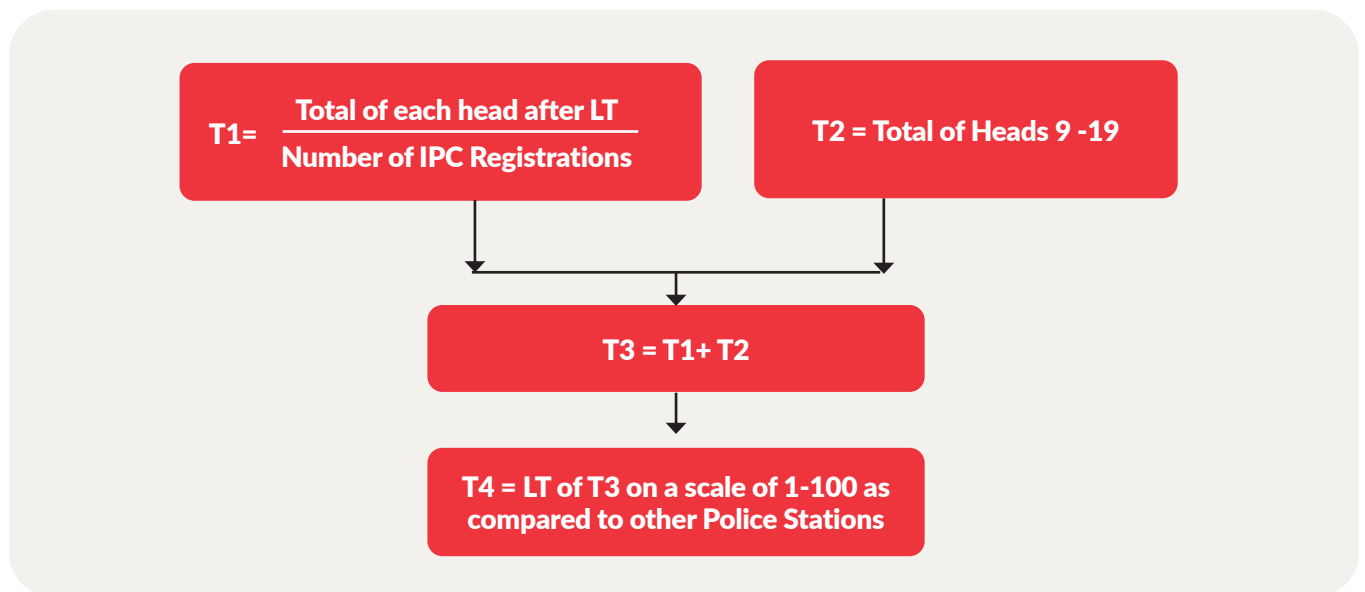 T1=
Total of each head after LT
Number of IPC Registrations
T2 = Total of Heads 9 -19
T3 = T1+ T2
T4 = LT of T3 on a scale of 1-100 as
compared to other Police Stations